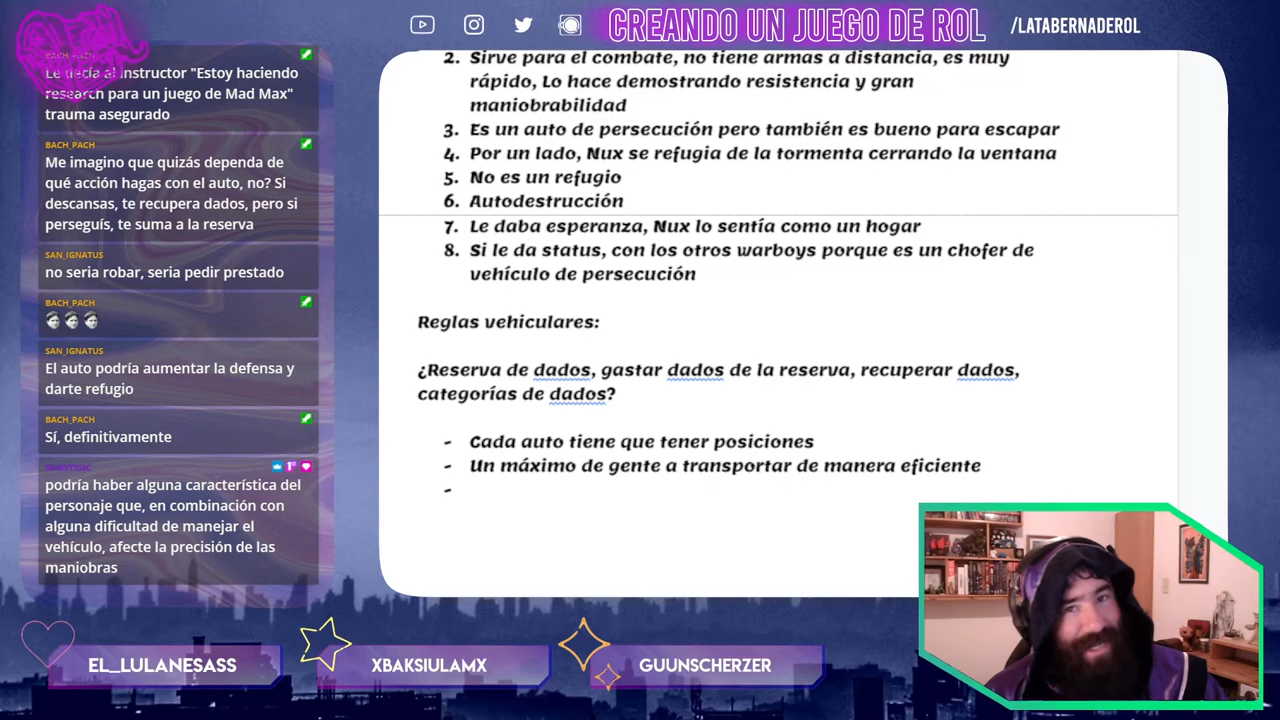 CREANDO UN JUEGO DE ROL
/LATABERNADEROL
BACH_PACH
Le decía al instructor "Estoy haciendo
research para un juego de Mad Max"
trauma asegurado
BACH_PACH
Me imagino que quizás depende de
qué acción hagas con el auto, no? Si
descansas, te recupera dados, pero si
perseguís, te suma a la reserva
SAN_IGNATUS
no seria robar, seria pedir prestado
BACH_PACH
SAN_IGNATUS
El auto podría aumentar la defensa y
darte refugio
BACH_PACH
Sí, definitivamente
podría haber alguna característica del
personaje que, en combinación con
alguna dificultad de manejar el
vehículo, afecte la precisión de las
maniobras
2. Sirve para el combate, no tiene armas a distancia, es muy
rápido, Lo hace demostrando resistencia y gran
maniobrabilidad
3. Es un auto de persecución pero también es bueno para escapar
4. Por un lado, Nux se refugia de la tormenta cerrando la ventana
5. No es un refugio
6. Autodestrucción
7. Le daba esperanza, Nux lo sentía como un hogar
8. Si le da status, con los otros warboys porque es un chofer de
vehículo de persecución
Reglas vehiculares:
¿Reserva de dados, gastar dados de la reserva, recuperar dados,
categorías de dados?
- Cada auto tiene que tener posiciones
- Un máximo de gente a transportar de manera eficiente
-
EL_LULANESASS
XBAKSIULAMX
GUUNSCHERZER